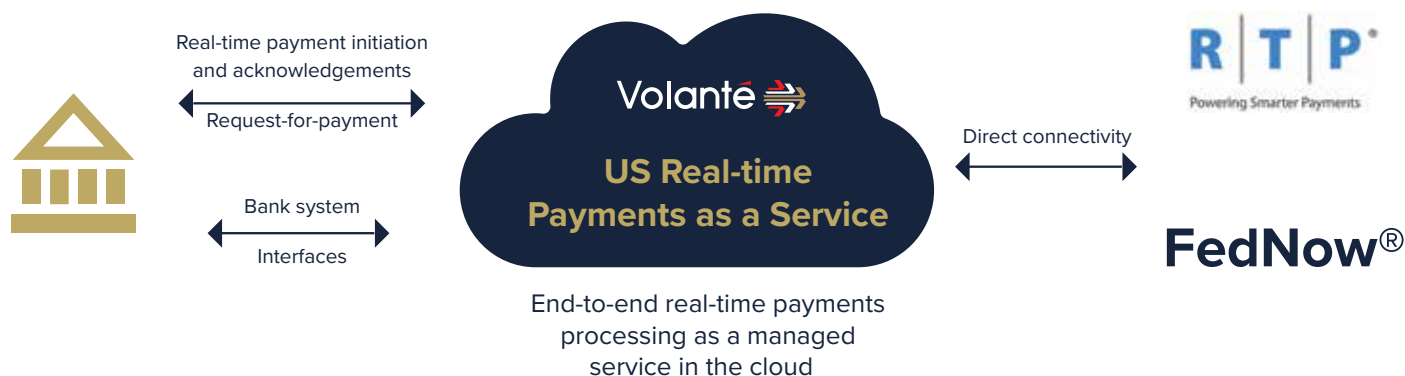 Real-time payment initiation
and acknowledgements
Request-for-payment
Bank system
Interfaces
Volanté
US Real-time
Payments as a Service
End-to-end real-time payments
processing as a managed
service in the cloud
Direct connectivity
R|T|P®
Powering Smarter Payments
FedNow®